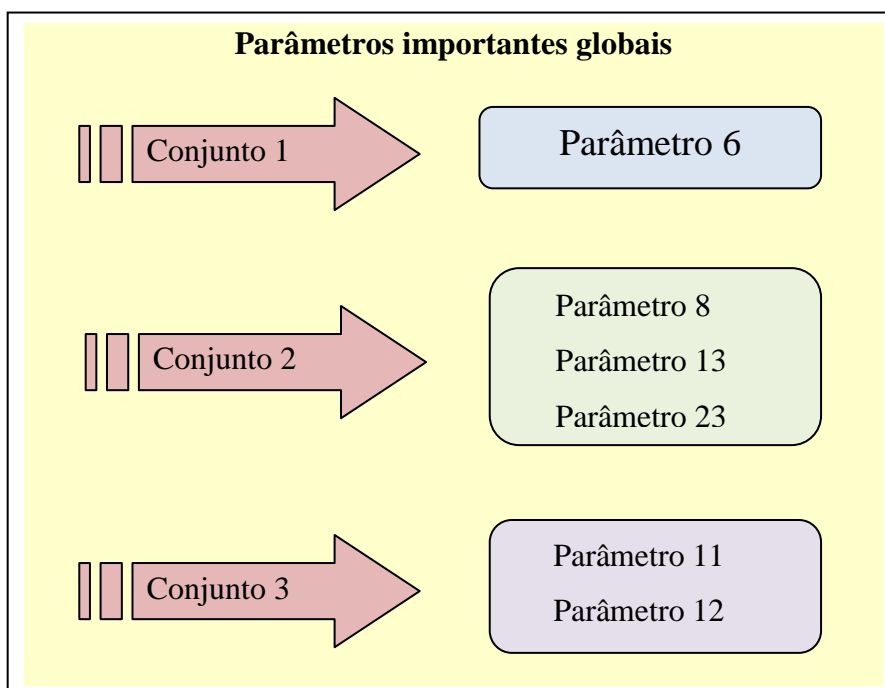 Parâmetros importantes globais
Conjunto 1
Parâmetro 6
Conjunto 2
Parâmetro 8
Parâmetro 13
Parâmetro 23
Conjunto 3
Parâmetro 11
Parâmetro 12